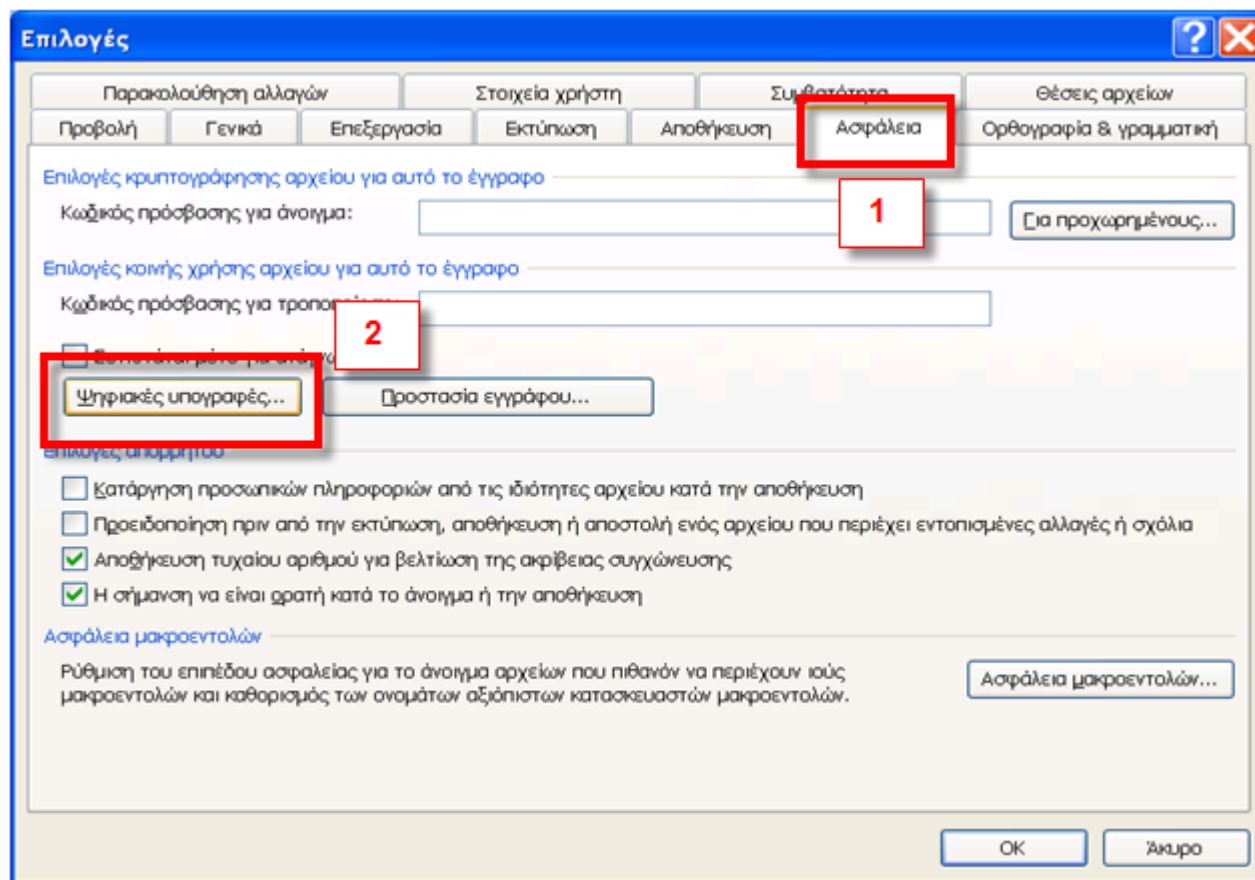 Επιλογές
Παρακολούθηση αλλαγών Στοιχεία χρήστη Συμβατότητα Θέσεις αρχείων
Προβολή Γενικά Επεξεργασία Εκτύπωση Αποθήκευση Ασφάλεια Ορθογραφία & γραμματική
Επιλογές κρυπτογράφησης αρχείου για αυτό το έγγραφο
Κωδικός πρόσβασης για άνοιγμα: 1 Για προχωρημένους...
Επιλογές κοινής χρήσης αρχείου για αυτό το έγγραφο
Κωδικός πρόσβασης για
2
Ψηφιακές υπογραφές... Προστασία εγγράφου...
Επιλογές απορρήτου
Κατάργηση προσωπικών πληροφοριών από τις ιδιότητες αρχείου κατά την αποθήκευση
Προειδοποίηση πριν από την εκτύπωση, αποθήκευση ή αποστολή ενός αρχείου που περιέχει εντοπισμένες αλλαγές ή σχόλια
Αποθήκευση τυχαίου αριθμού για βελτίωση της ακρίβειας συγχώνευσης
Η σήμανση να είναι ορατή κατά το άνοιγμα ή την αποθήκευση
Ασφάλεια μακροεντολών
Ρύθμιση του επιπέδου ασφαλείας για το άνοιγμα αρχείων που πιθανόν να περιέχουν ιούς
μακροεντολών και καθορισμός των ονομάτων αξιόπιστων κατασκευαστών μακροεντολών.
Ασφάλεια μακροεντολών...
OK Άκυρο